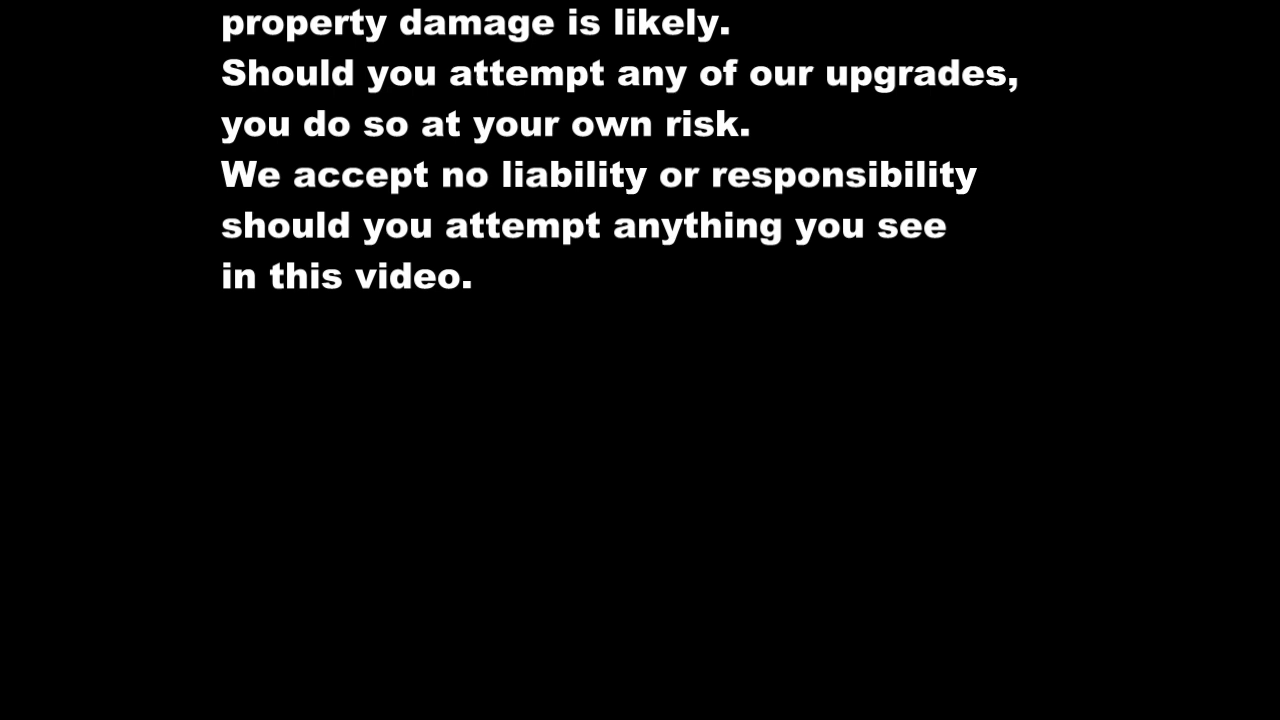 property damage is likely.
Should you attempt any of our upgrades,
you do so at your own risk.
We accept no liability or responsibility
should you attempt anything you see
in this video.